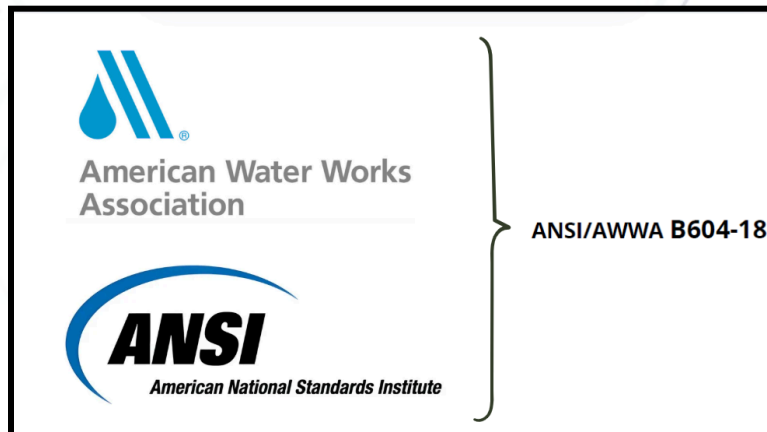 ®
American Water Works
Association
ANSI/AWWA B604-18
ANSI
American National Standards Institute